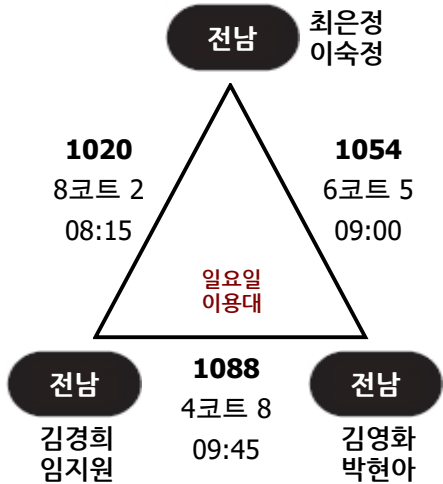 전남
최은정
이숙정
1020
8코트 2
08:15
1054
6코트 5
09:00
일요일
이용대
전남
김경희
임지원
1088
4코트 8
09:45
전남
김영화
박현아